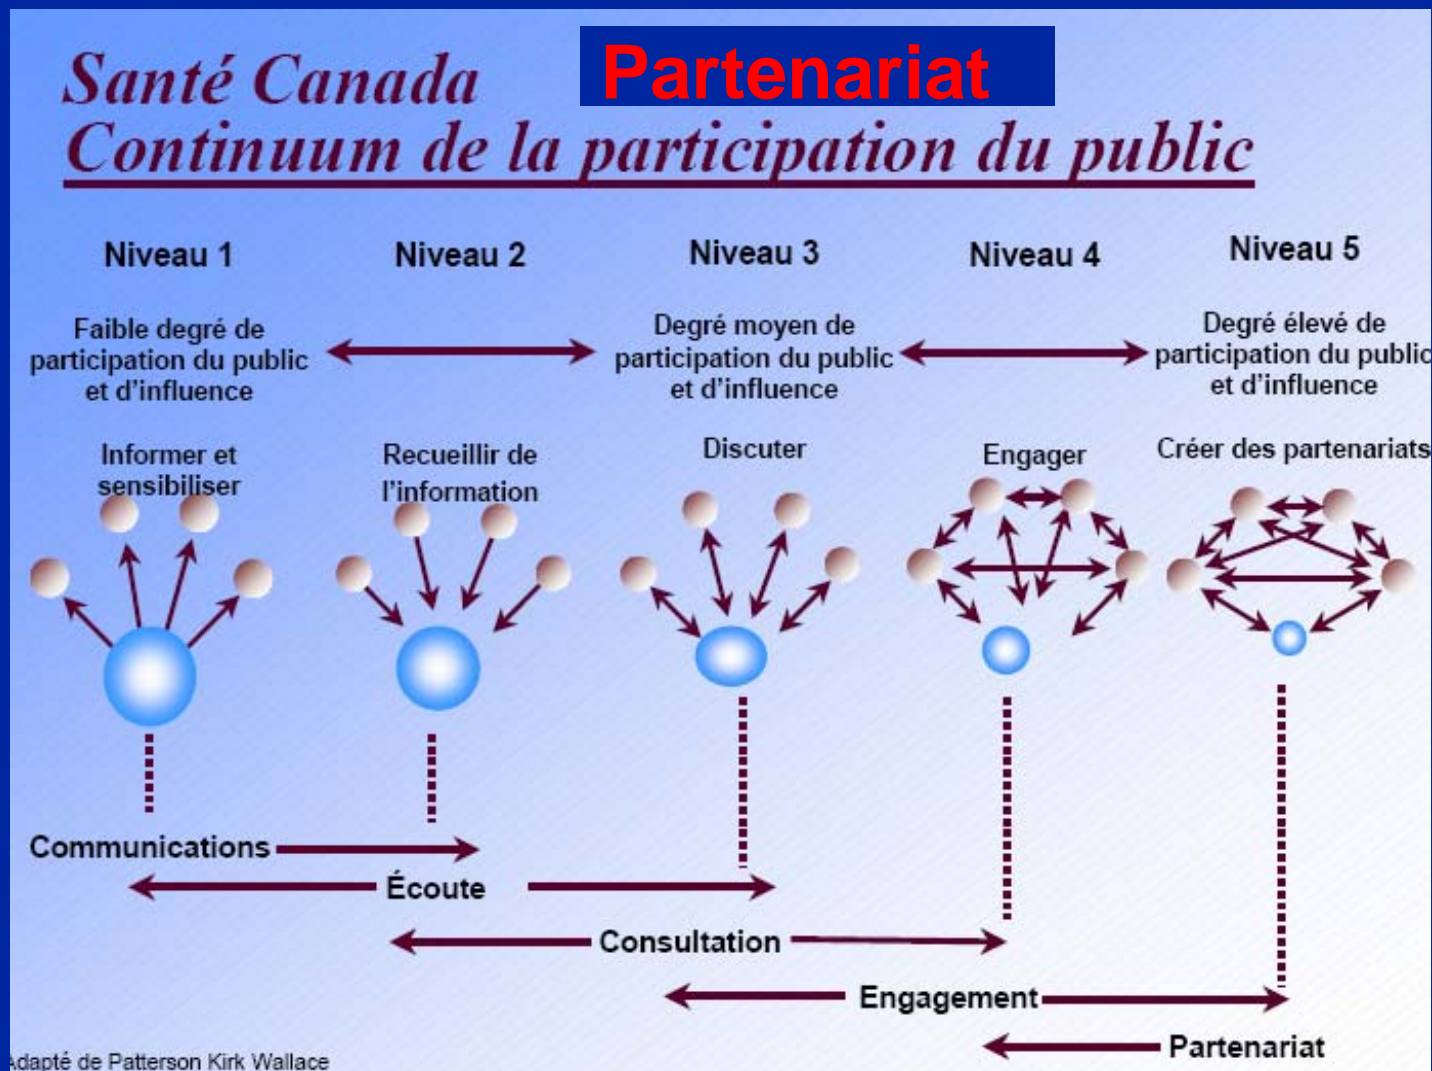 Santé Canada
Partenariat
Continuum de la participation du public
Niveau 1
Niveau 2
Niveau 3
Niveau 4
Niveau 5
Faible degré de
participation du public
et d'influence
Degré moyen de
participation du public
et d'influence
Degré élevé de
participation du public
et d'influence
Informer et
sensibiliser
Recueillir de
l'information
Discuter
Engager
Créer des partenariats
Communications
Écoute
Consultation
Engagement
Partenariat
Adapté de Patterson Kirk Wallace